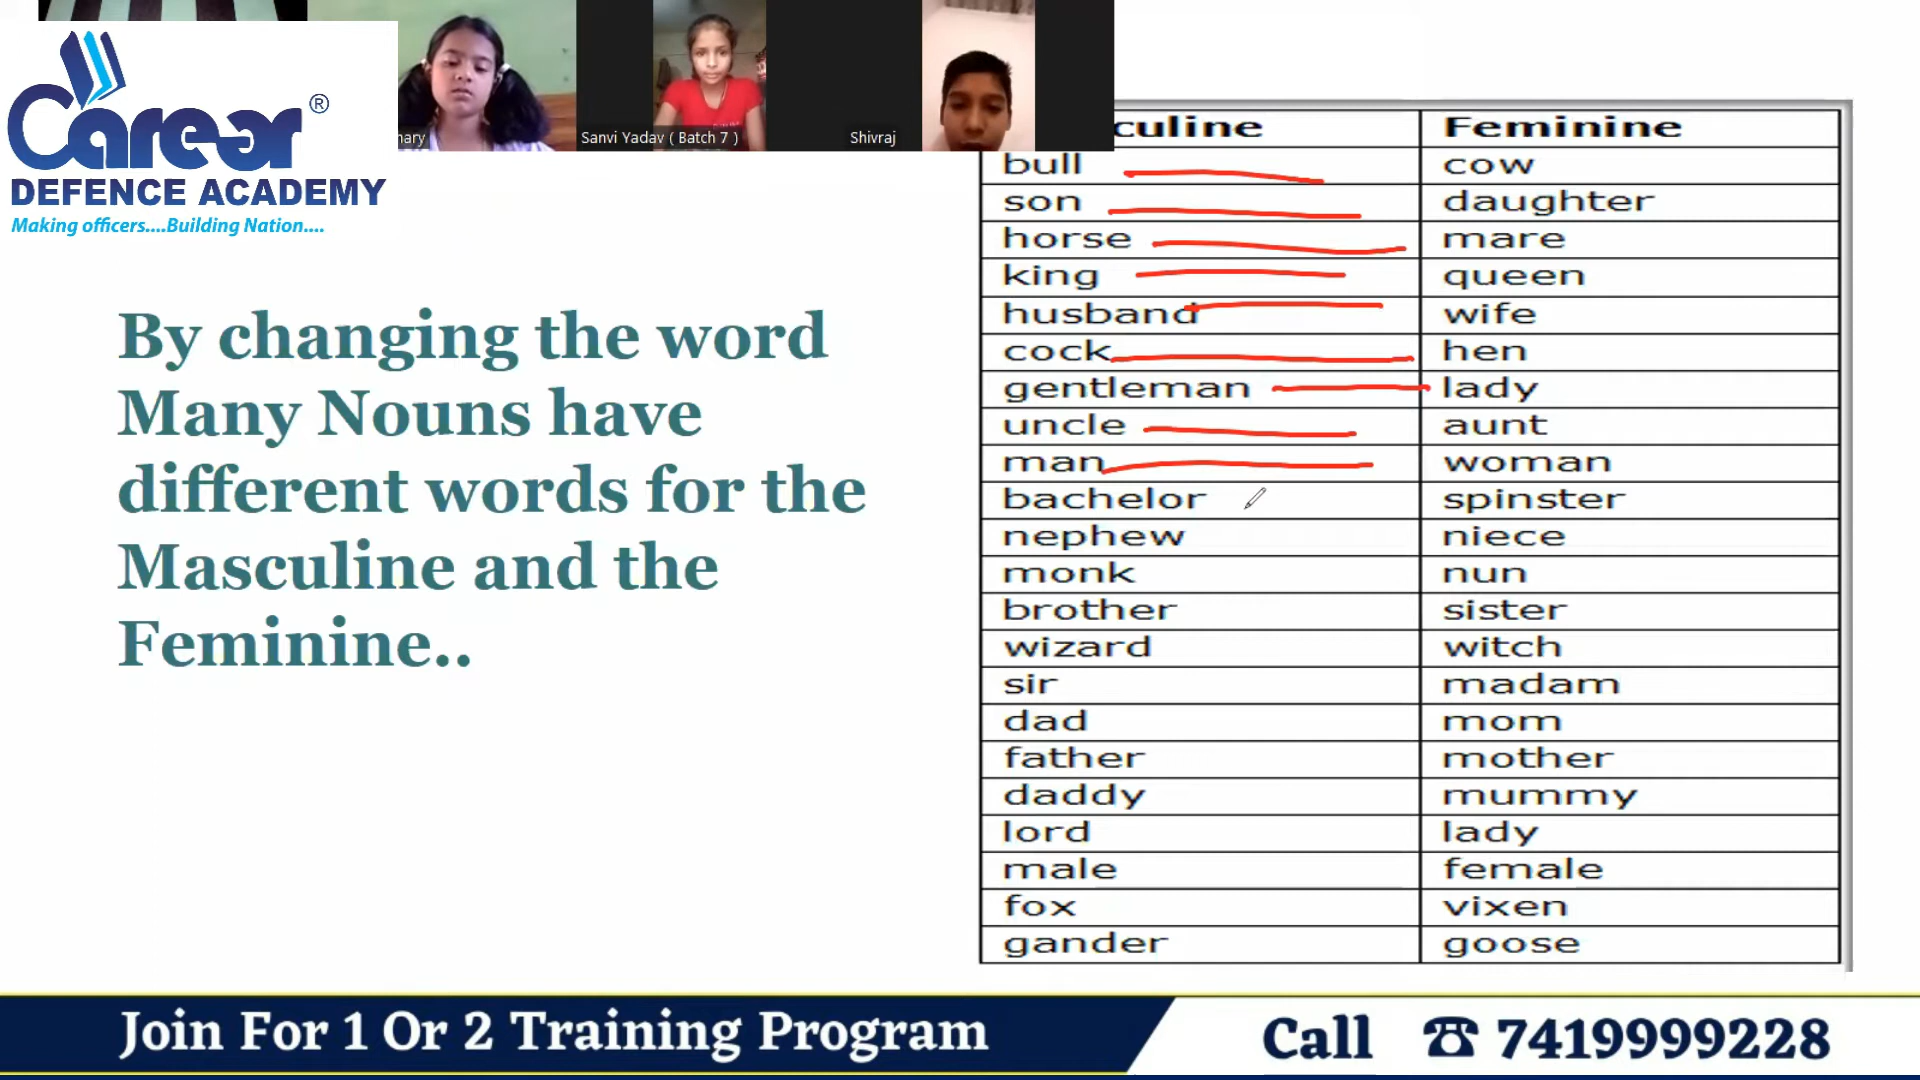 Career®
DEFENCE ACADEMY
Making officers....Building Nation....
Sanvi Yadav ( Batch 7 )
Shivraj
By changing the word
Many Nouns have
different words for the
Masculine and the
Feminine..
Feminine
bull cow
son daughter
horse mare
king queen
husband wife
cock hen
gentleman lady
uncle aunt
man woman
bachelor spinster
nephew niece
monk nun
brother sister
wizard witch
sir madam
dad mom
father mother
daddy mummy
lord lady
male female
fox vixen
gander goose
Join For 1 Or 2 Training Program
Call ☎ 7419999228